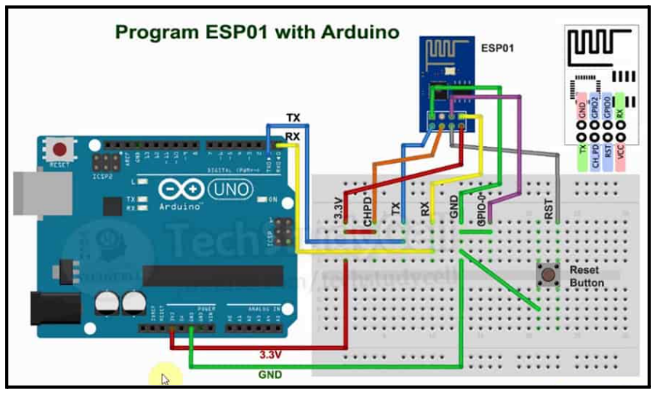 Program ESP01 with Arduino
ESP01
TX
RX
RESET
ICSP2
DIGITAL (PWM~)
L
TX
RX
UNO
ON
Arduino™
ICSP
TechStudyCell
POWER
ANALOG IN
3.3V
GND
3.3V
CHPD
TX
RX
GND
GPIO-0
RST
Reset
Button
GND
GPIO2
GPIO0
RX
TX
CH_PD
RST
VCC